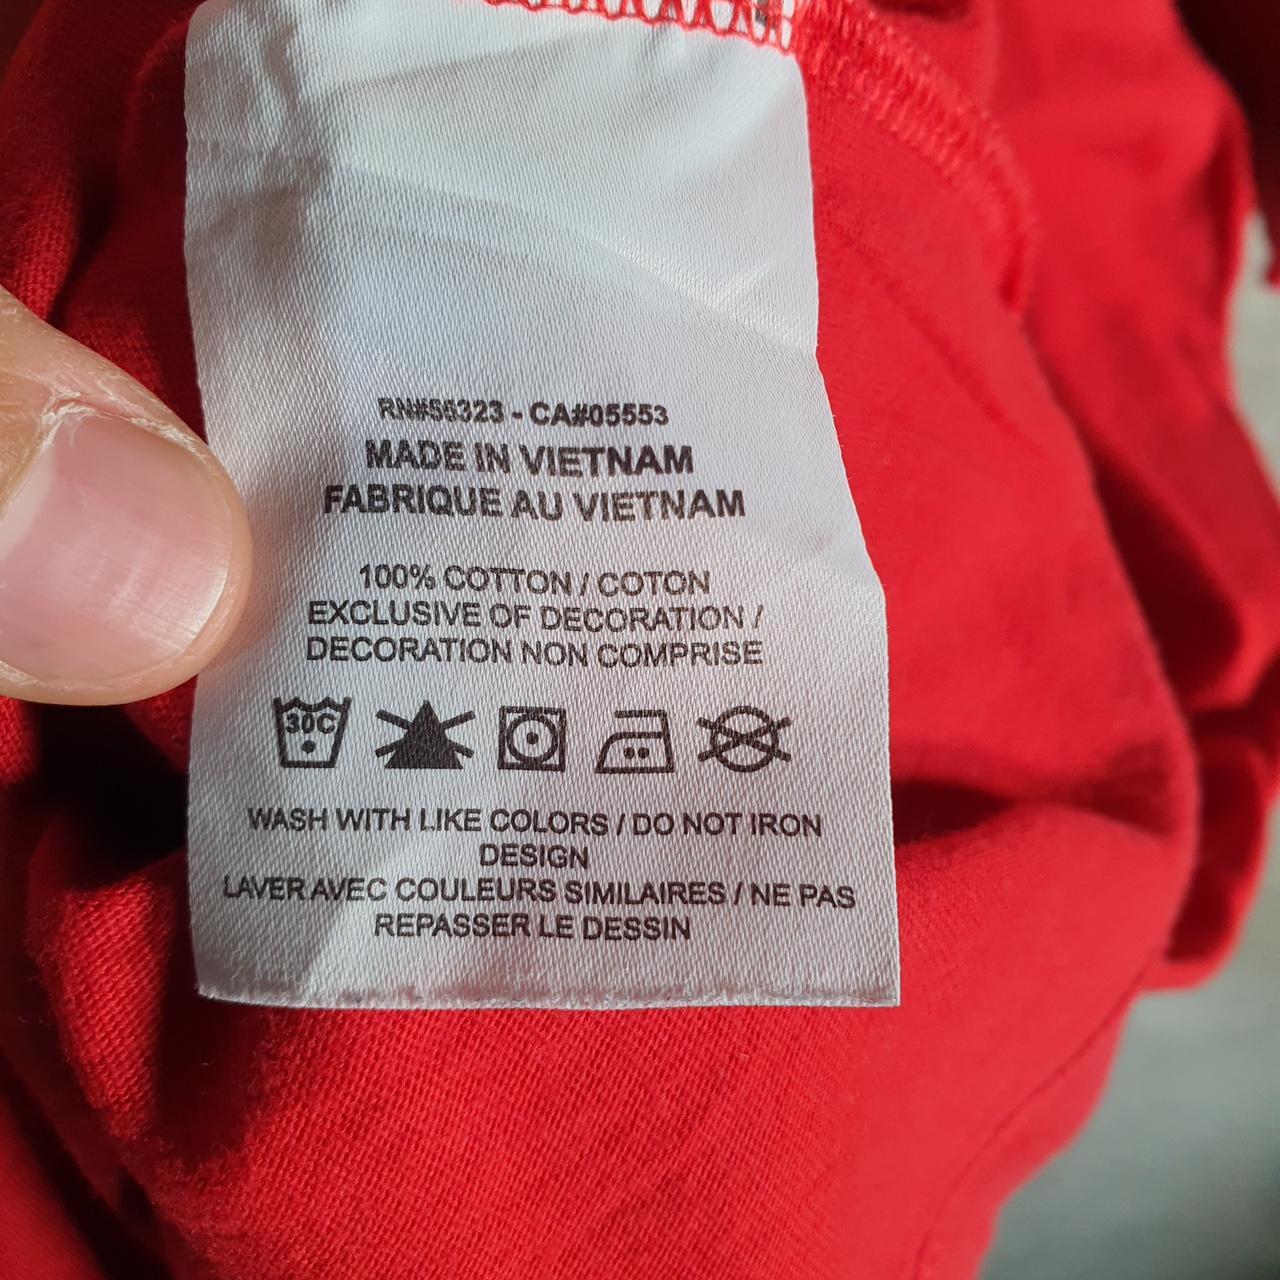 RN#56323 - CA#05553
MADE IN VIETNAM
FABRIQUE AU VIETNAM
100% COTTON / COTON
EXCLUSIVE OF DECORATION /
DECORATION NON COMPRISE
30C
WASH WITH LIKE COLORS / DO NOT IRON
DESIGN
LAVER AVEC COULEURS SIMILAIRES / NE PAS
REPASSER LE DESSIN